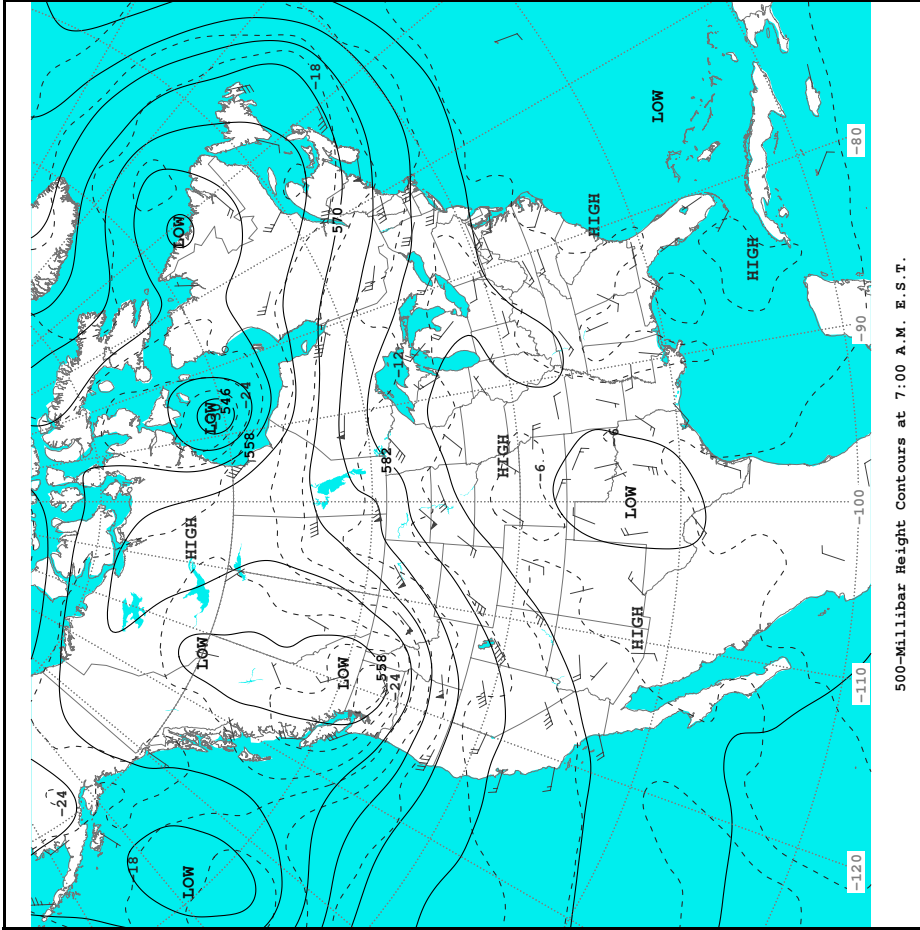 -24
-18
LOW
LOW
HIGH
LOW
LOW
546
-24
558
-18
570
LOW
558
582
-24
-12
HIGH
-6
HIGH
-6
LOW
HIGH
LOW
HIGH
-120
-110
-100
-90
-80
500-Millibar Height Contours at 7:00 A.M. E.S.T.